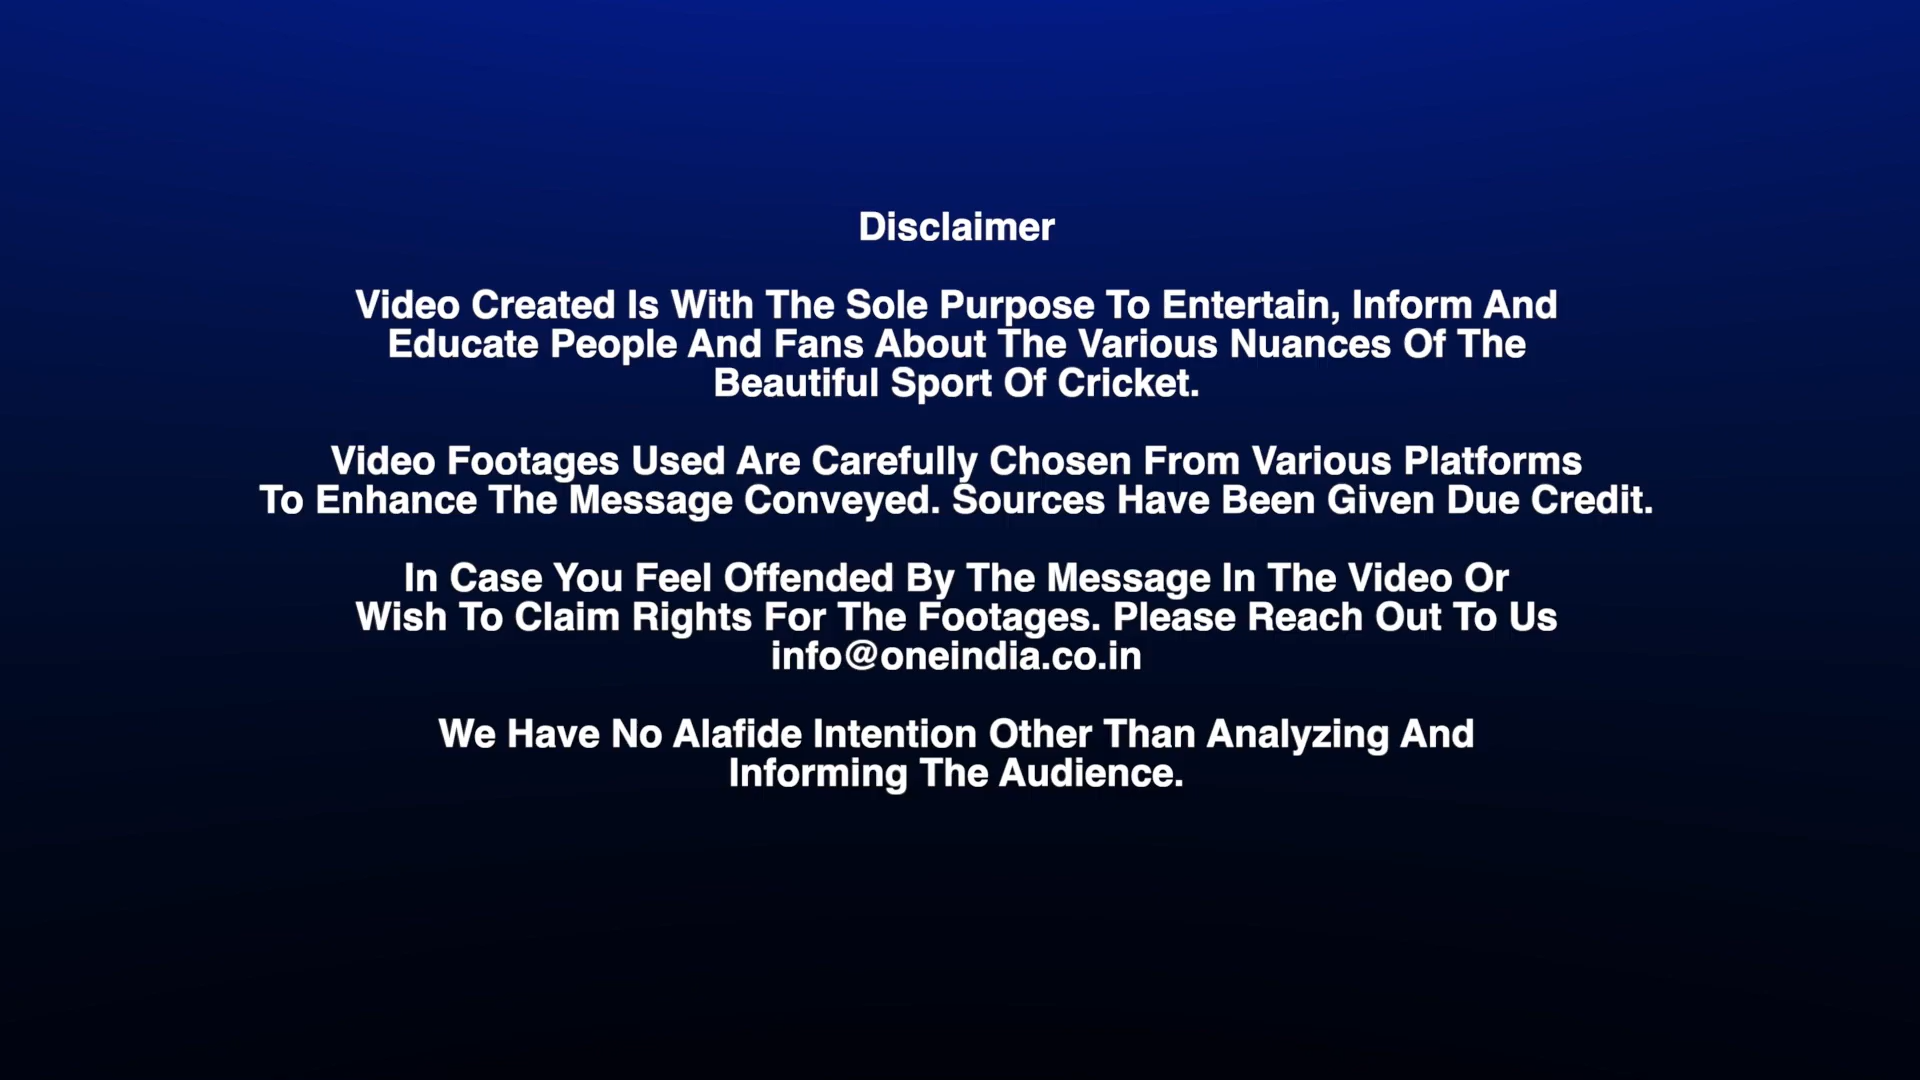 Disclaimer
Video Created Is With The Sole Purpose To Entertain, Inform And
Educate People And Fans About The Various Nuances Of The
Beautiful Sport Of Cricket.
Video Footages Used Are Carefully Chosen From Various Platforms
To Enhance The Message Conveyed. Sources Have Been Given Due Credit.
In Case You Feel Offended By The Message In The Video Or
Wish To Claim Rights For The Footages. Please Reach Out To Us
info@oneindia.co.in
We Have No Alafide Intention Other Than Analyzing And
Informing The Audience.